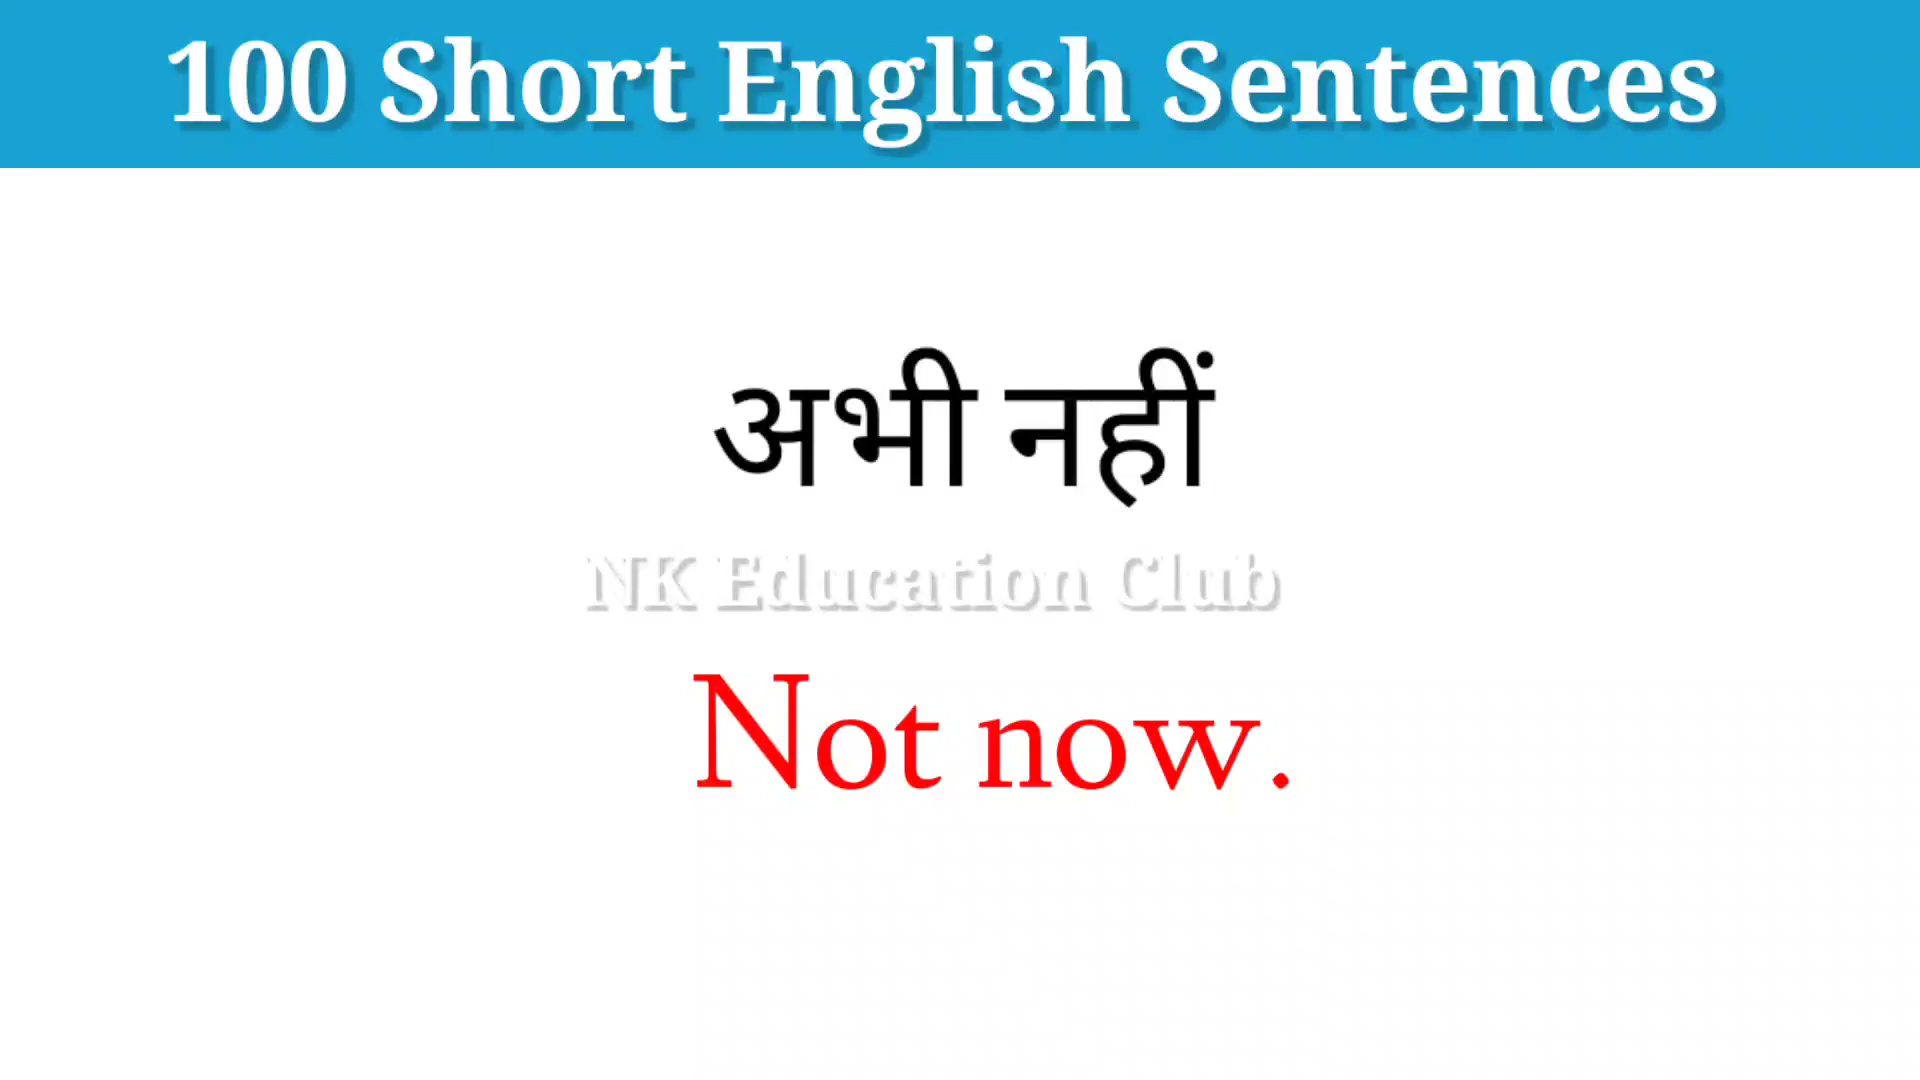 100 Short English Sentences
अभी नहीं
NK Education Club
Not now.